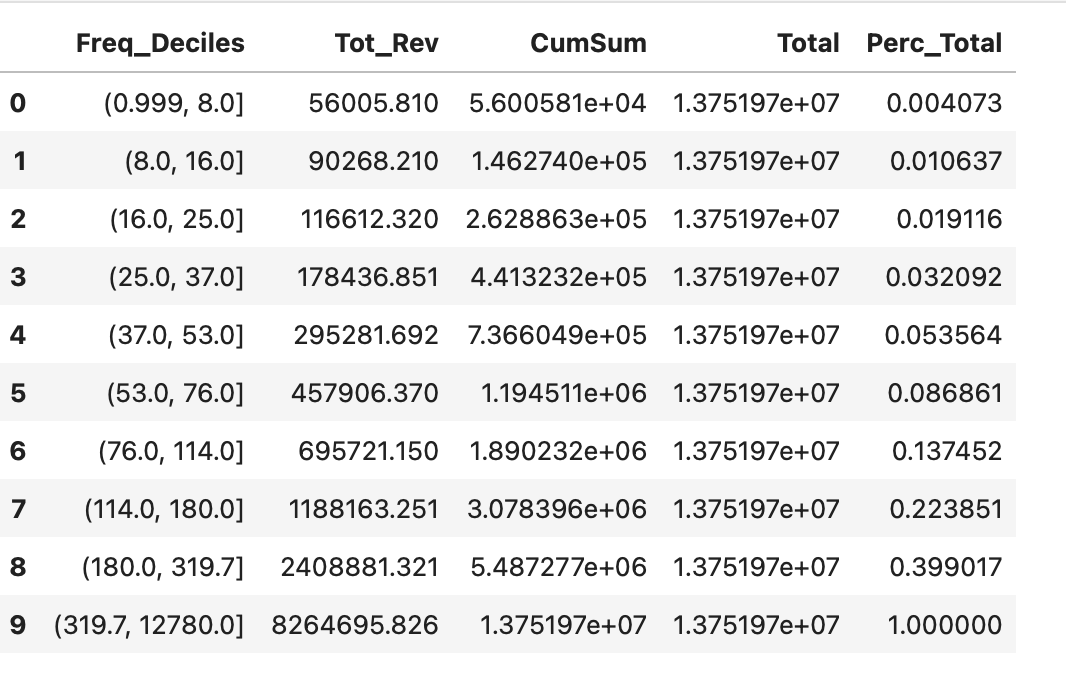 Freq_Deciles Tot_Rev CumSum Total Perc_Total
0 (0.999, 8.0] 56005.810 5.600581e+04 1.375197e+07 0.004073
1 (8.0, 16.0] 90268.210 1.462740e+05 1.375197e+07 0.010637
2 (16.0, 25.0] 116612.320 2.628863e+05 1.375197e+07 0.019116
3 (25.0, 37.0] 178436.851 4.413232e+05 1.375197e+07 0.032092
4 (37.0, 53.0] 295281.692 7.366049e+05 1.375197e+07 0.053564
5 (53.0, 76.0] 457906.370 1.194511e+06 1.375197e+07 0.086861
6 (76.0, 114.0] 695721.150 1.890232e+06 1.375197e+07 0.137452
7 (114.0, 180.0] 1188163.251 3.078396e+06 1.375197e+07 0.223851
8 (180.0, 319.7] 2408881.321 5.487277e+06 1.375197e+07 0.399017
9 (319.7, 12780.0] 8264695.826 1.375197e+07 1.375197e+07 1.000000